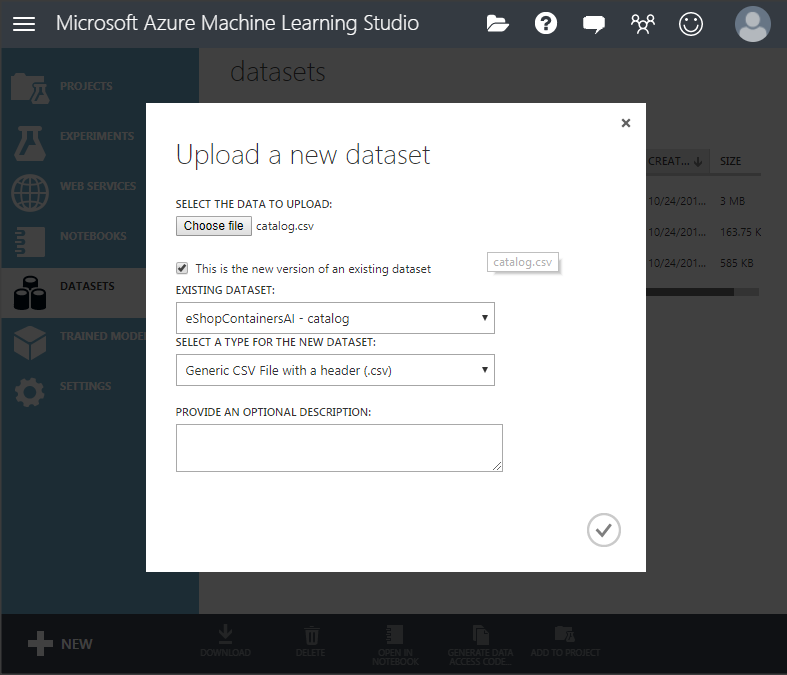 Microsoft Azure Machine Learning Studio
datasets
PROJECTS
EXPERIMENTS
WEB SERVICES
NOTEBOOKS
DATASETS
TRAINED MODE
SETTINGS
CREAT... SIZE
10/24/201... 3 MB
10/24/201... 163.75 K
10/24/201... 585 KB
Upload a new dataset
SELECT THE DATA TO UPLOAD:
Choose file catalog.csv
This is the new version of an existing dataset
catalog.csv
EXISTING DATASET:
eShopContainersAI - catalog
SELECT A TYPE FOR THE NEW DATASET:
Generic CSV File with a header (.csv)
PROVIDE AN OPTIONAL DESCRIPTION:
NEW
DOWNLOAD
DELETE
OPEN IN
NOTEBOOK
GENERATE DATA
ACCESS CODE...
ADD TO PROJECT